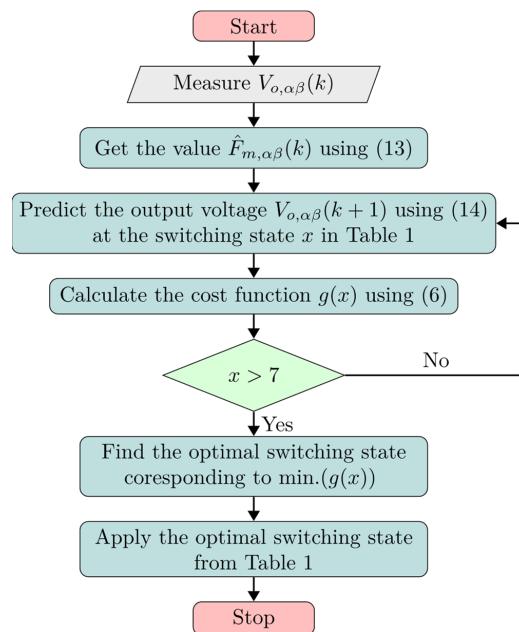 Start
Measure V_{o,αβ}(k)
Get the value F̂_{m,αβ}(k) using (13)
Predict the output voltage V_{o,αβ}(k + 1) using (14)
at the switching state x in Table 1
Calculate the cost function g(x) using (6)
x > 7
No
Yes
Find the optimal switching state
coresponding to min.(g(x))
Apply the optimal switching state
from Table 1
Stop